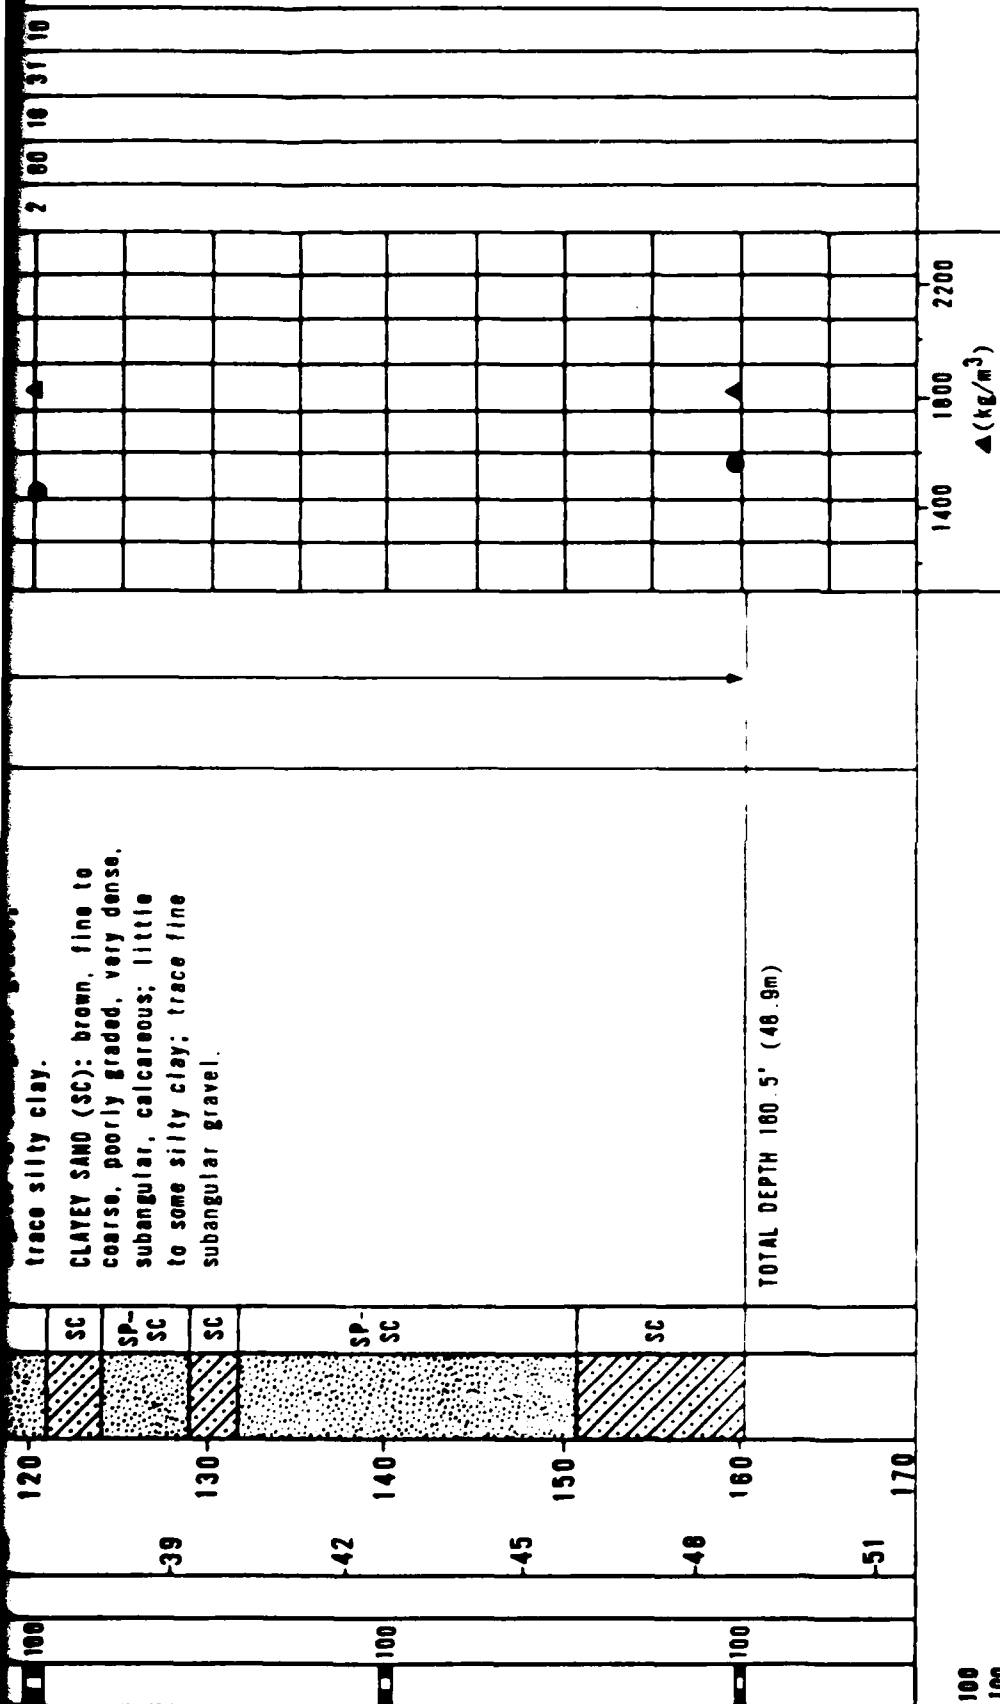 trace silty clay.
CLAYEY SAND (SC): brown, fine to
coarse, poorly graded, very dense,
subangular, calcareous; little
to some silty clay; trace fine
subangular gravel.
TOTAL DEPTH 160.5' (48.9m)
SC
SP-
SC
SC
SP-
SC
SC
120
130
140
150
160
170
39
42
45
48
51
100
100
100
2 80 18 31 10
1400 1800 2200
▲(kg/m³)
100